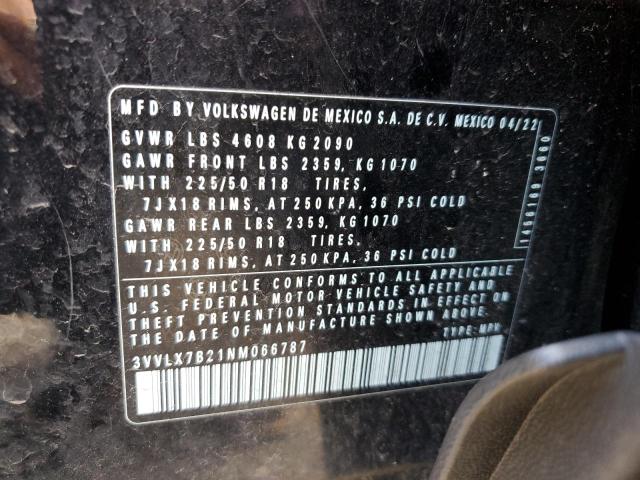 MFD BY VOLKSWAGEN DE MEXICO S.A. DE C.V. MEXICO 04/22
GVWR LBS 4608 KG 2090
GAWR FRONT LBS 2359, KG 1070
WITH 225/50 R18 TIRES,
7JX18 RIMS, AT 250 KPA, 36 PSI COLD
GAWR REAR LBS 2359, KG 1070
WITH 225/50 R18 TIRES,
7JX18 RIMS, AT 250 KPA, 36 PSI COLD
THIS VEHICLE CONFORMS TO ALL APPLICABLE
U.S. FEDERAL MOTOR VEHICLE SAFETY AND
THEFT PREVENTION STANDARDS IN EFFECT ON
THE DATE OF MANUFACTURE SHOWN ABOVE.
3VVLX7B21NM066787
TYPE: MPV
1456169 3060